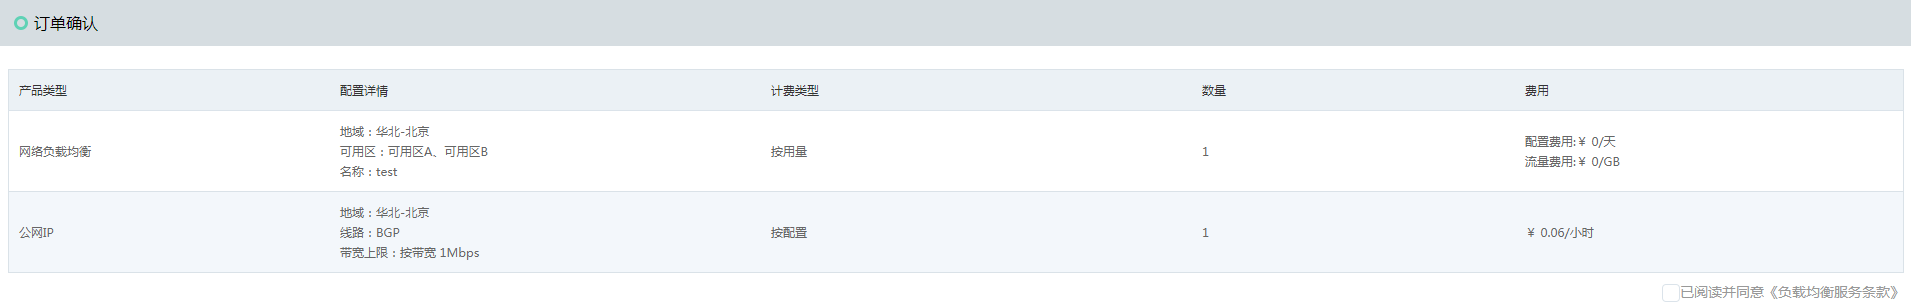 订单确认
产品类型 配置详情 计费类型 数量 费用
网络负载均衡
地域：华北-北京
可用区：可用区A、可用区B
名称：test
按用量
1
配置费用:￥ 0/天
流量费用:￥ 0/GB
公网IP
地域：华北-北京
线路：BGP
带宽上限：按带宽 1Mbps
按配置
1
￥ 0.06/小时
已阅读并同意《负载均衡服务条款》